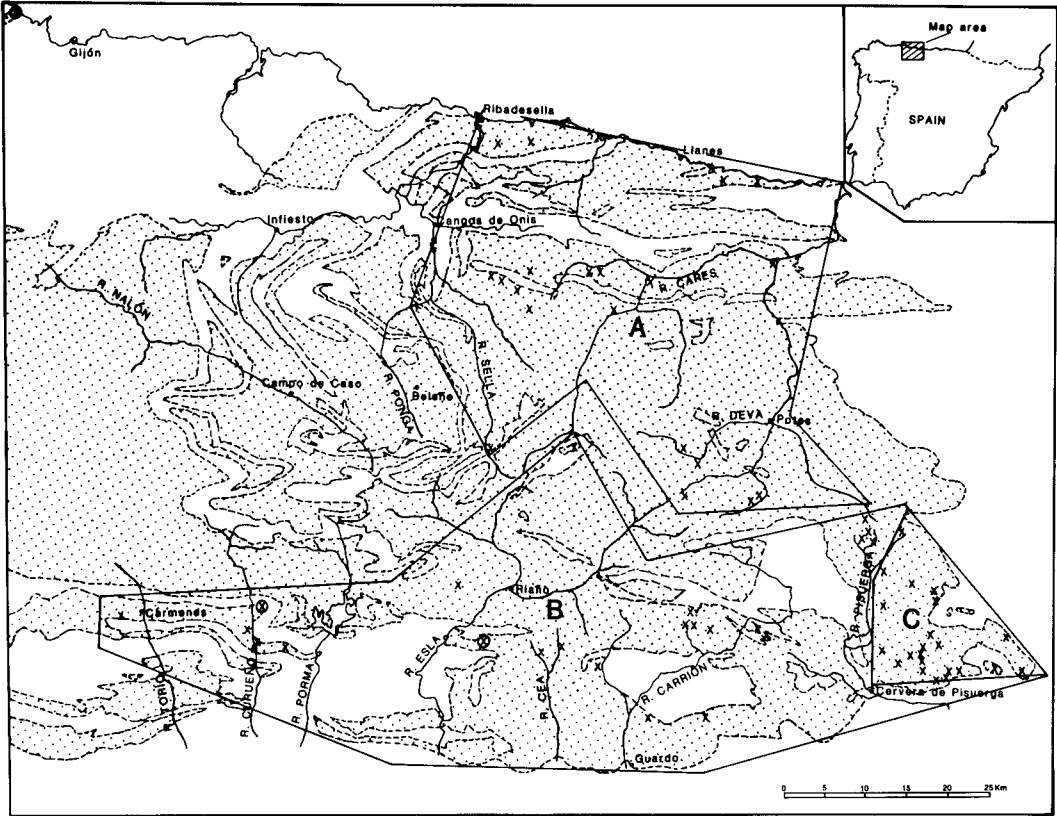 Map area
Gijón
Ribadesella
SPAIN
Llanes
Infiesto
Cangas de Onis
R. NALÓN
R. CARES
A
R. SELLA
Campo de Caso
R. PONGA
Beleño
R. DEVA
Potes
R. PISUERGA
Riaño
B
C
Cármenes
R. ESLA
R. CEA
R. CARRIÓN
Cervera de Pisuerga
R. TORIO
R. CURUEÑO
R. PORMA
Guardo
0 5 10 15 20 25 Km